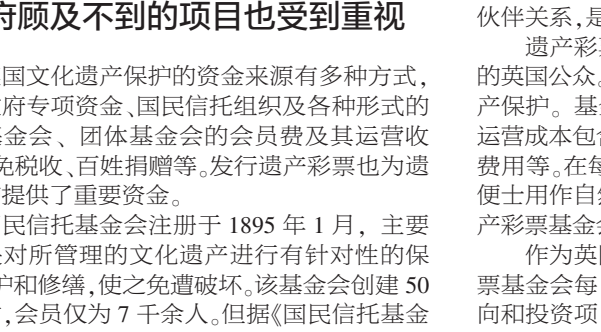 府顾及不到的项目也受到重视
国文化遗产保护的资金来源有多种方式，
府专项资金、国民信托组织及各种形式的
基金会、团体基金会的会员费及其运营收
免税收、百姓捐赠等。发行遗产彩票也为遗
提供了重要资金。
民信托基金会注册于 1895 年 1 月，主要
对所管理的文化遗产进行有针对性的保
护和修缮，使之免遭破坏。该基金会创建 50
，会员仅为 7 千余人。但据《国民信托基金
伙伴关系，是
遗产彩
的英国公众。
产保护。基
运营成本包
费用等。在每
便士用作自
产彩票基金
作为英
票基金会每
向和投资项